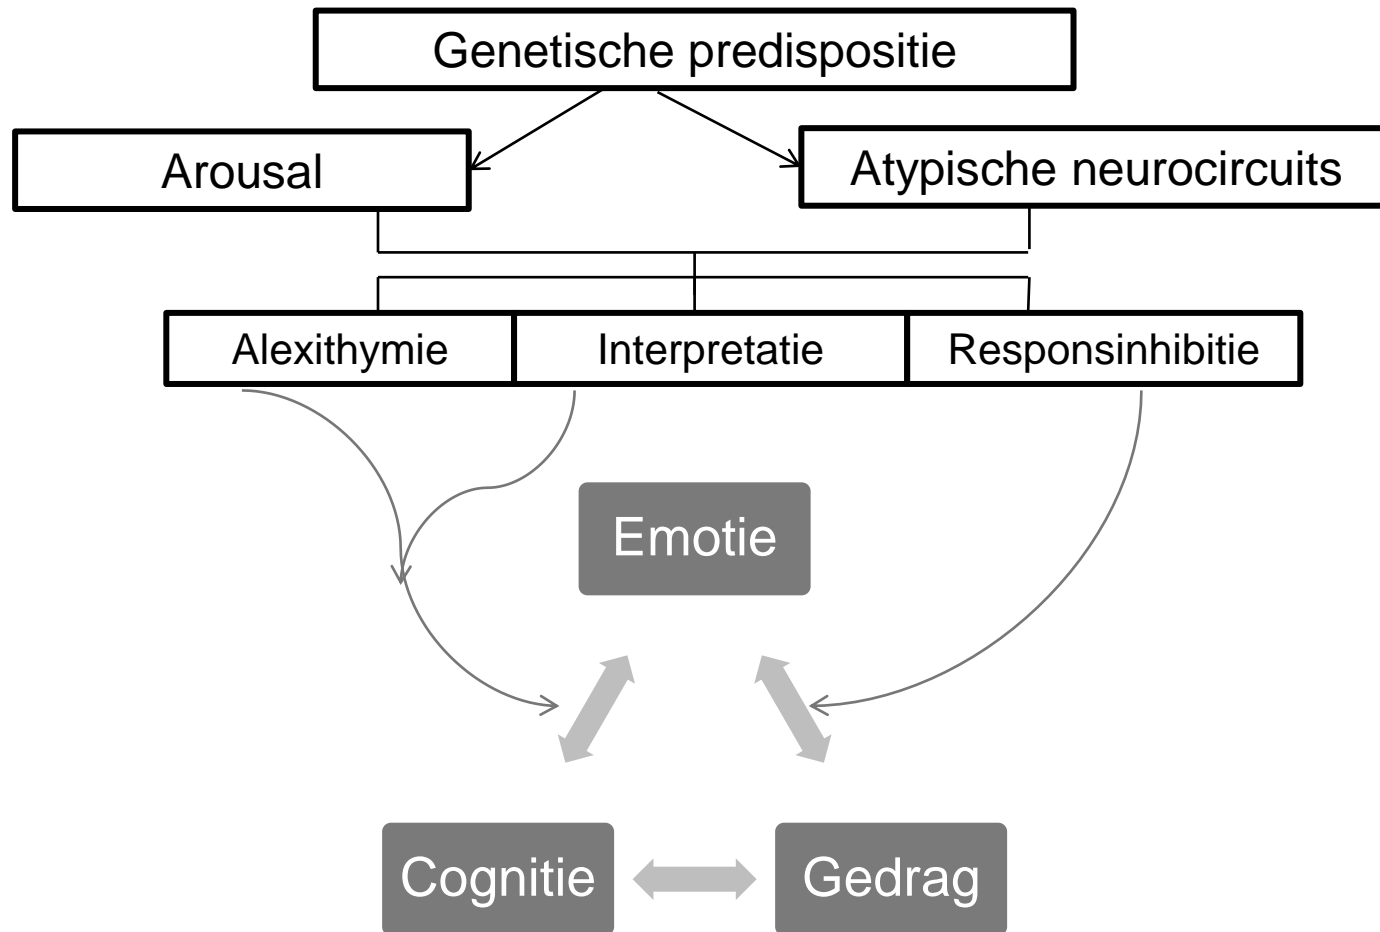 Genetische predispositie
Arousal
Atypische neurocircuits
Alexithymie
Interpretatie
Responsinhibitie
Emotie
Cognitie
Gedrag